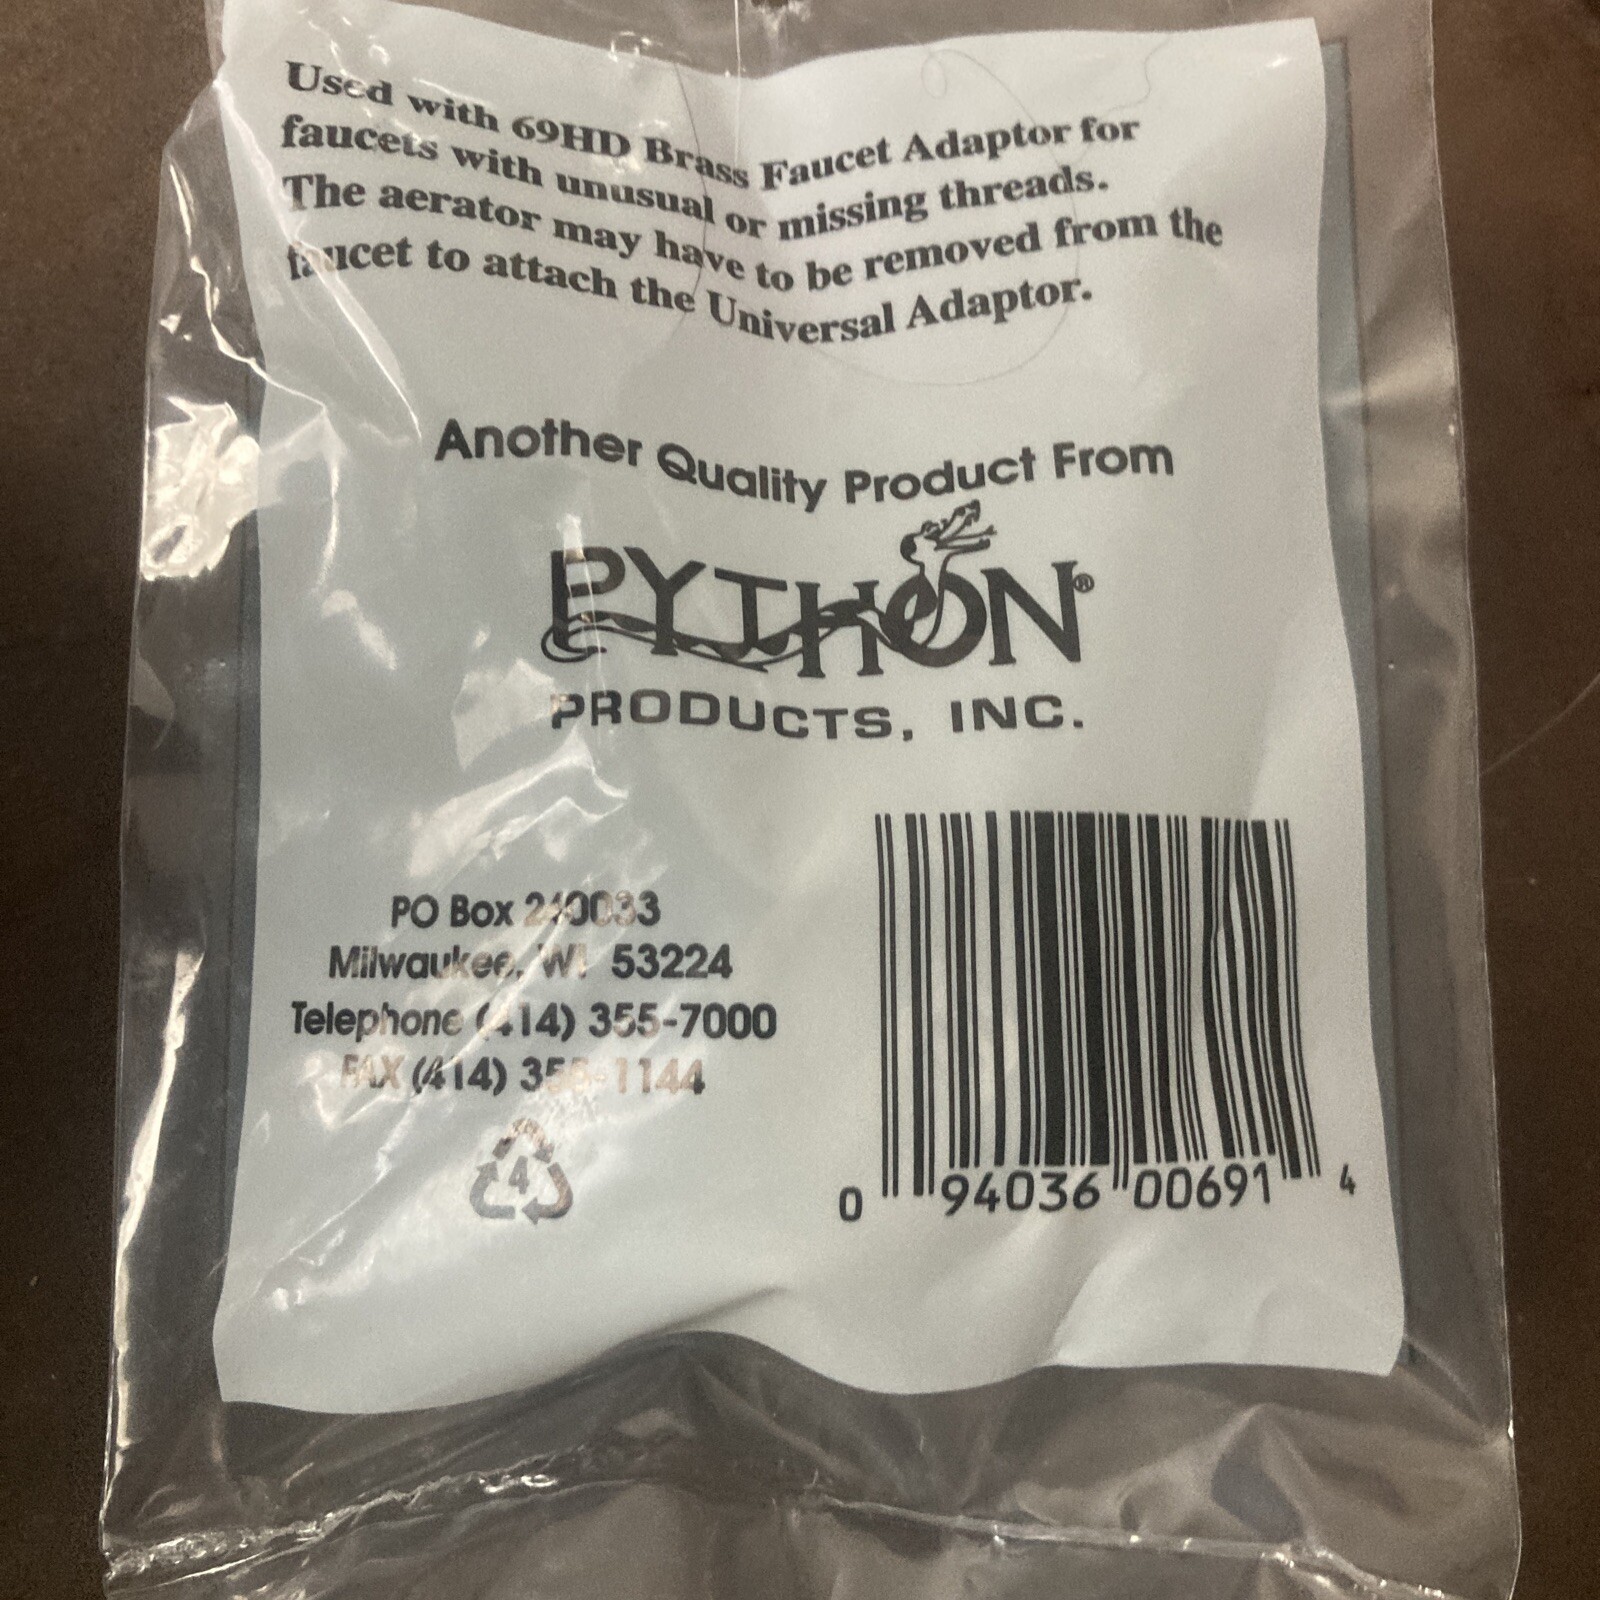 Used with 69HD Brass Faucet Adaptor for
faucets with unusual or missing threads.
The aerator may have to be removed from the
faucet to attach the Universal Adaptor.
Another Quality Product From
PYTHON®
PRODUCTS, INC.
PO Box 240033
Milwaukee, WI 53224
Telephone (414) 355-7000
FAX (414) 355-1144
4
0 94036 00691 4